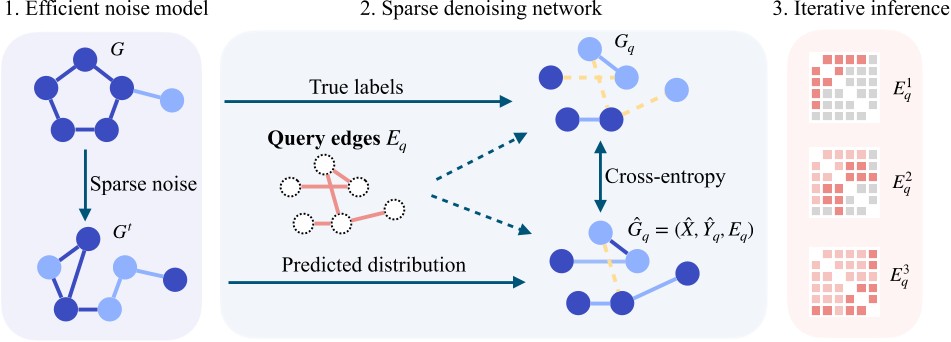 1. Efficient noise model
2. Sparse denoising network
3. Iterative inference
G
Sparse noise
G′
True labels
Query edges E_q
Predicted distribution
G_q
Cross-entropy
Ĝ_q = (X̂, Ŷ_q, E_q)
E_q^1
E_q^2
E_q^3